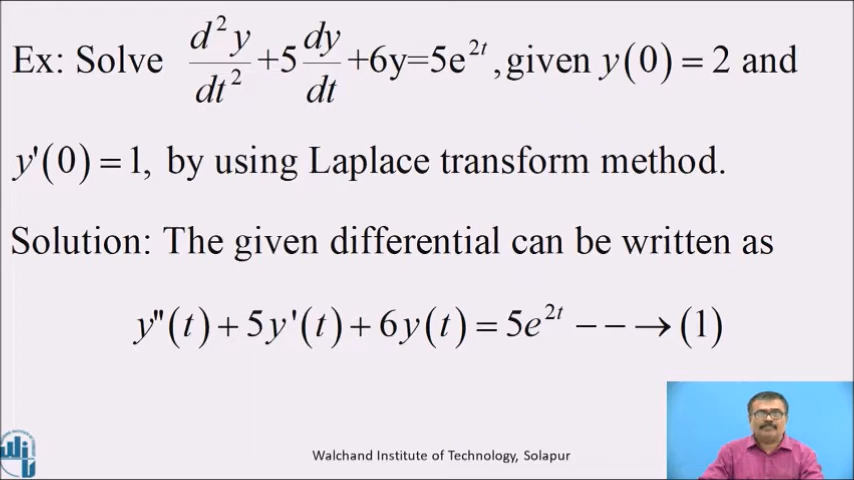 Ex: Solve d²y/dt² +5 dy/dt +6y=5e^2t , given y(0) = 2 and
y'(0) = 1, by using Laplace transform method.
Solution: The given differential can be written as
y"(t) + 5y'(t) + 6y(t) = 5e^2t − − → (1)
Walchand Institute of Technology, Solapur